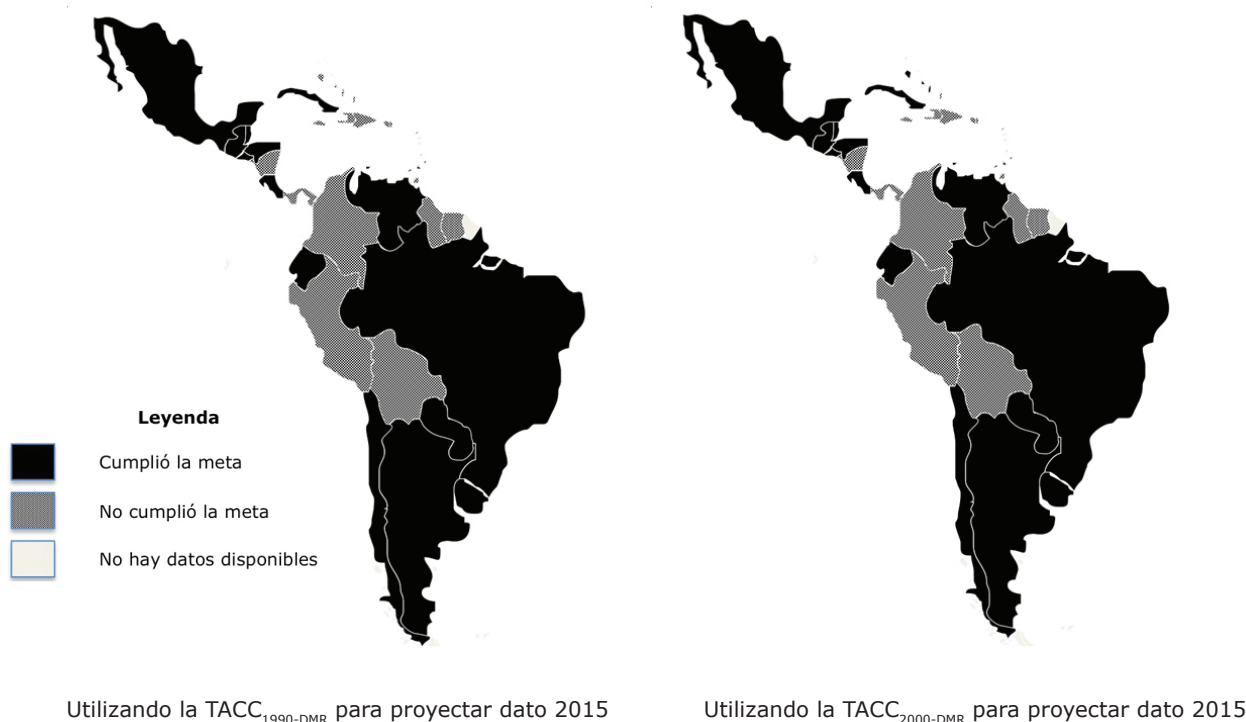 Leyenda
Cumplió la meta
No cumplió la meta
No hay datos disponibles
Utilizando la TACC1990-DMR para proyectar dato 2015
Utilizando la TACC2000-DMR para proyectar dato 2015